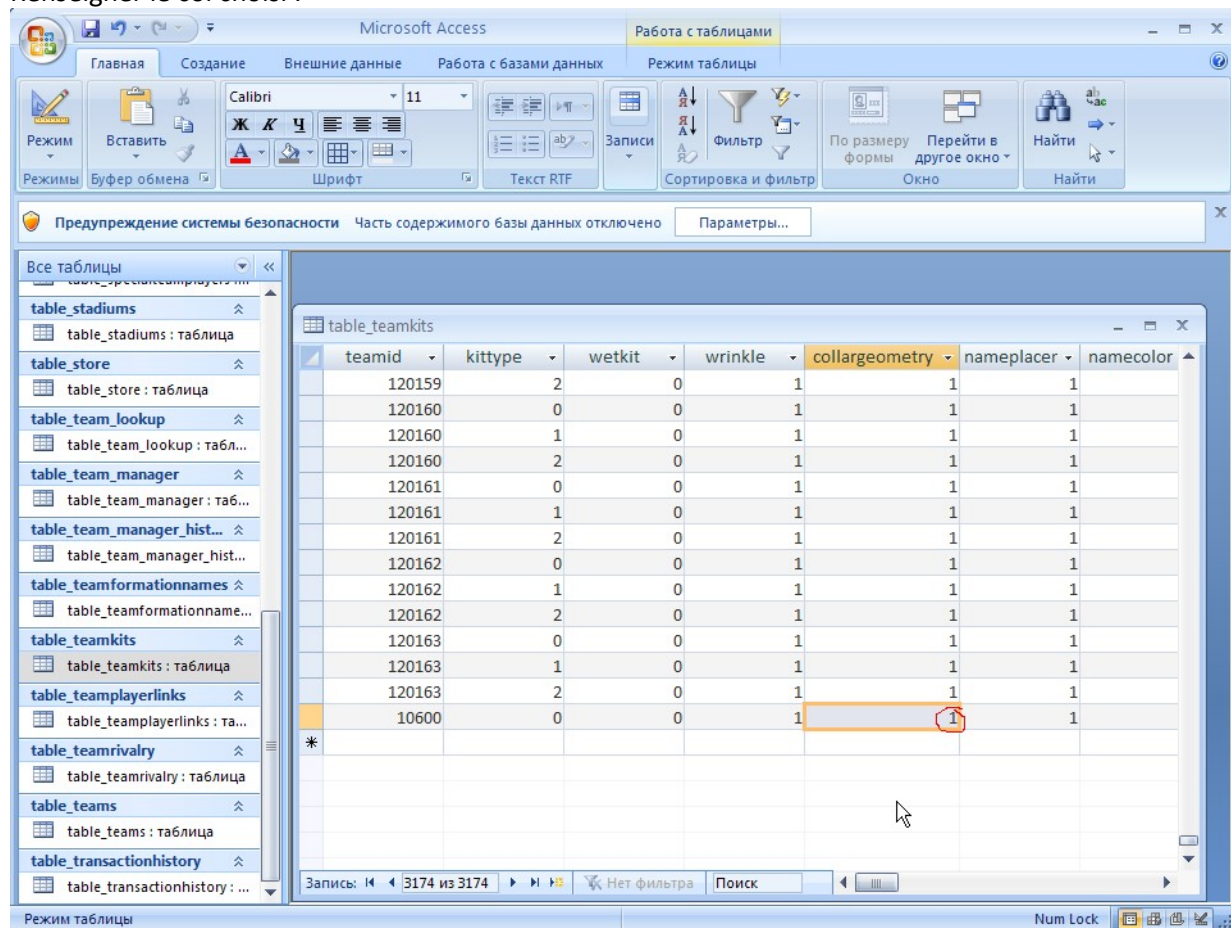 Microsoft Access
Работа с таблицами
Главная Создание Внешние данные Работа с базами данных Режим таблицы
Режим
Вставить
Calibri 11
Ж К Ч
Записи
Фильтр
По размеру формы
Перейти в другое окно
Найти
Режимы Буфер обмена Шрифт Текст RTF Сортировка и фильтр Окно Найти
Предупреждение системы безопасности Часть содержимого базы данных отключено Параметры...
Все таблицы
table_stadiums
table_stadiums : таблица
table_store
table_store : таблица
table_team_lookup
table_team_lookup : табл...
table_team_manager
table_team_manager : таб...
table_team_manager_hist...
table_team_manager_hist...
table_teamformationnames
table_teamformationname...
table_teamkits
table_teamkits : таблица
table_teamplayerlinks
table_teamplayerlinks : та...
table_teamrivalry
table_teamrivalry : таблица
table_teams
table_teams : таблица
table_transactionhistory
table_transactionhistory : ...
table_teamkits
teamid kittype wetkit wrinkle collargeometry nameplacer namecolor
120159 2 0 1 1 1
120160 0 0 1 1 1
120160 1 0 1 1 1
120160 2 0 1 1 1
120161 0 0 1 1 1
120161 1 0 1 1 1
120161 2 0 1 1 1
120162 0 0 1 1 1
120162 1 0 1 1 1
120162 2 0 1 1 1
120163 0 0 1 1 1
120163 1 0 1 1 1
120163 2 0 1 1 1
10600 0 0 1 1 1
Запись: 3174 из 3174 Нет фильтра Поиск
Режим таблицы Num Lock